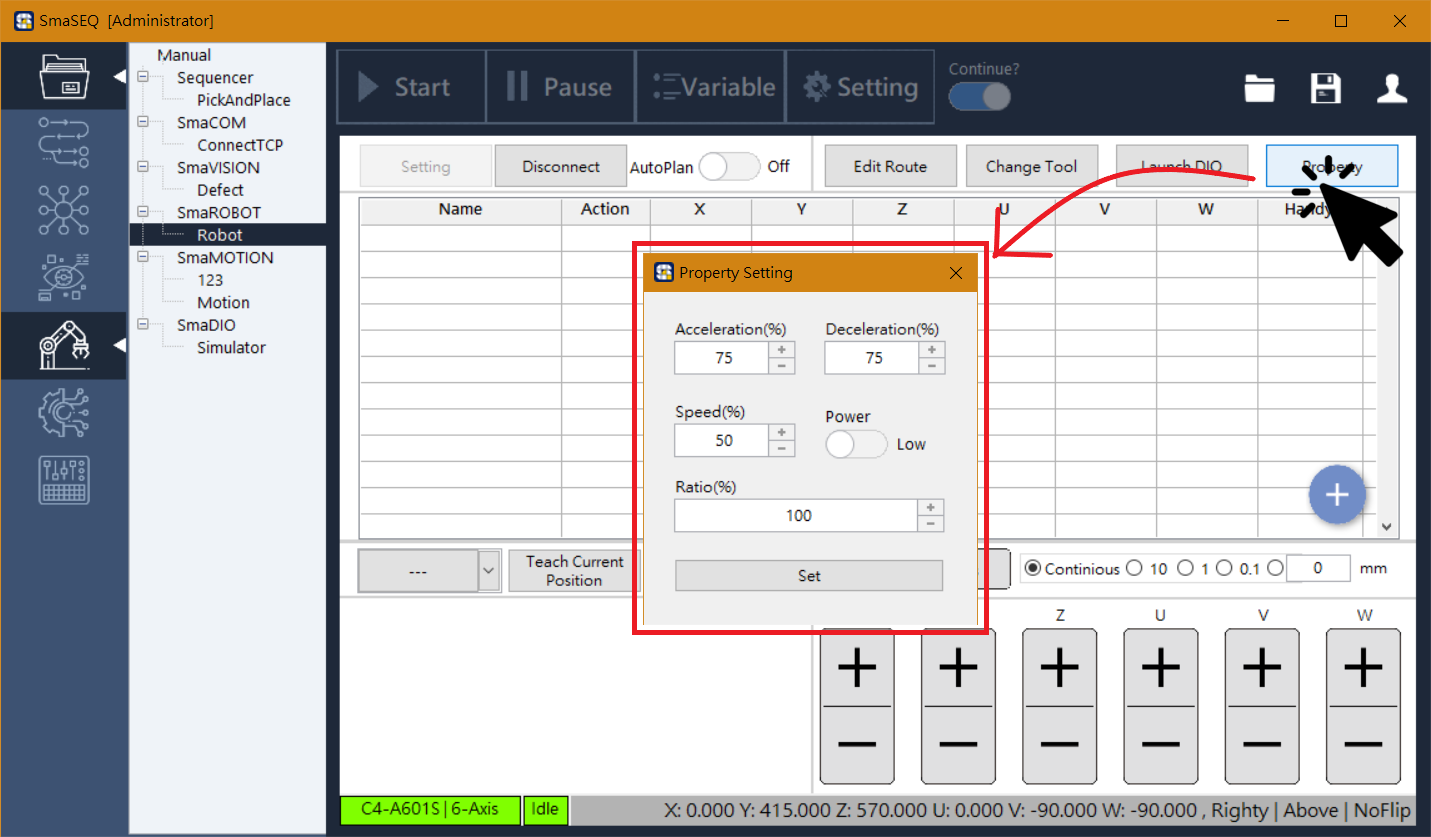 SmaSEQ [Administrator]
Manual
Sequencer
PickAndPlace
SmaCOM
ConnectTCP
SmaVISION
Defect
SmaROBOT
Robot
SmaMOTION
123
Motion
SmaDIO
Simulator
Start
Pause
Variable
Setting
Continue?
Setting
Disconnect
AutoPlan
Off
Edit Route
Change Tool
Launch DIO
Property
Name Action X Y Z U V W Handy
Property Setting
Acceleration(%) Deceleration(%)
75 75
Speed(%) Power
50 Low
Ratio(%)
100
Set
---
Teach Current
Position
Continious 10 1 0.1 0 mm
Z U V W
C4-A601S | 6-Axis
Idle
X: 0.000 Y: 415.000 Z: 570.000 U: 0.000 V: -90.000 W: -90.000 , Righty | Above | NoFlip